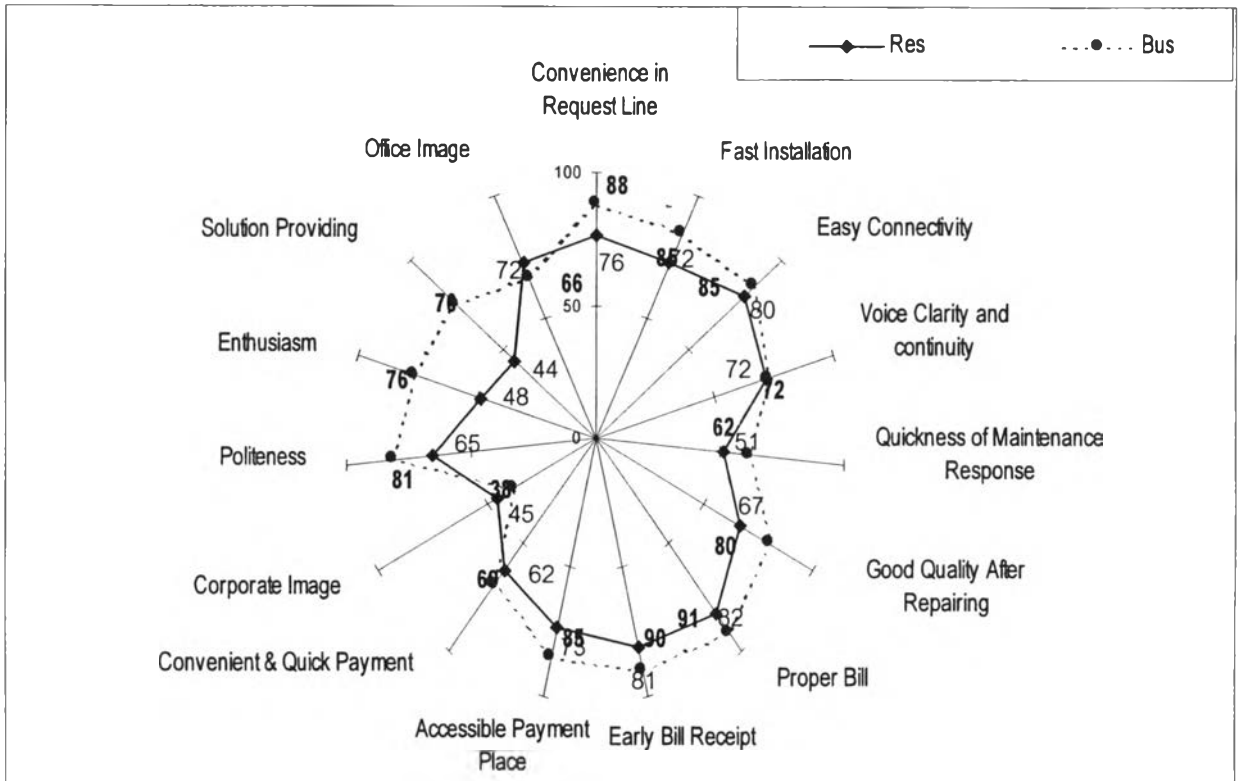 Res
Bus
Convenience in
Request Line
Office Image
Fast Installation
Solution Providing
Easy Connectivity
Enthusiasm
Voice Clarity and
continuity
Politeness
Quickness of Maintenance
Response
Corporate Image
Good Quality After
Repairing
Convenient & Quick Payment
Proper Bill
Accessible Payment
Place
Early Bill Receipt
100
88
76
72
85
80
72
66
50
44
76
48
72
72
62
51
0
65
81
67
45
80
62
91
82
85
90
81